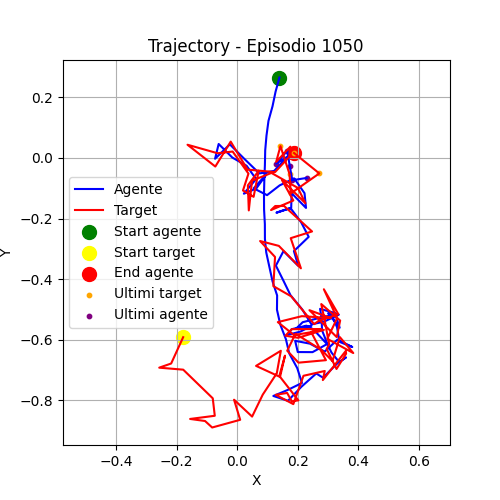 Trajectory - Episodio 1050
0.2
0.0
−0.2
−0.4
−0.6
−0.8
Y
Agente
Target
Start agente
Start target
End agente
Ultimi target
Ultimi agente
−0.4 −0.2 0.0 0.2 0.4 0.6
X